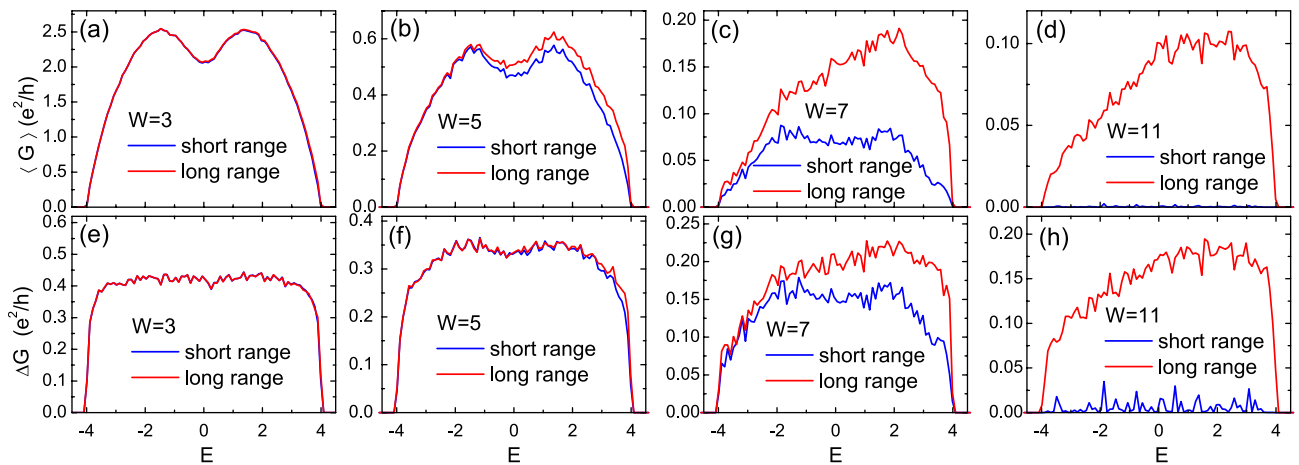 (a)
(b)
(c)
(d)
⟨ G ⟩ (e²/h)
2.5
2.0
1.5
1.0
0.5
0.0
W=3
short range
long range
0.6
0.4
0.2
0.0
W=5
short range
long range
0.20
0.15
0.10
0.05
0.00
W=7
short range
long range
0.10
0.05
0.00
W=11
short range
long range
(e)
(f)
(g)
(h)
ΔG (e²/h)
0.6
0.5
0.4
0.3
0.2
0.1
0.0
W=3
short range
long range
-4 -2 0 2 4
E
0.4
0.3
0.2
0.1
0.0
W=5
short range
long range
-4 -2 0 2 4
E
0.25
0.20
0.15
0.10
0.05
0.00
W=7
short range
long range
-4 -2 0 2 4
E
0.20
0.15
0.10
0.05
0.00
W=11
short range
long range
-4 -2 0 2 4
E